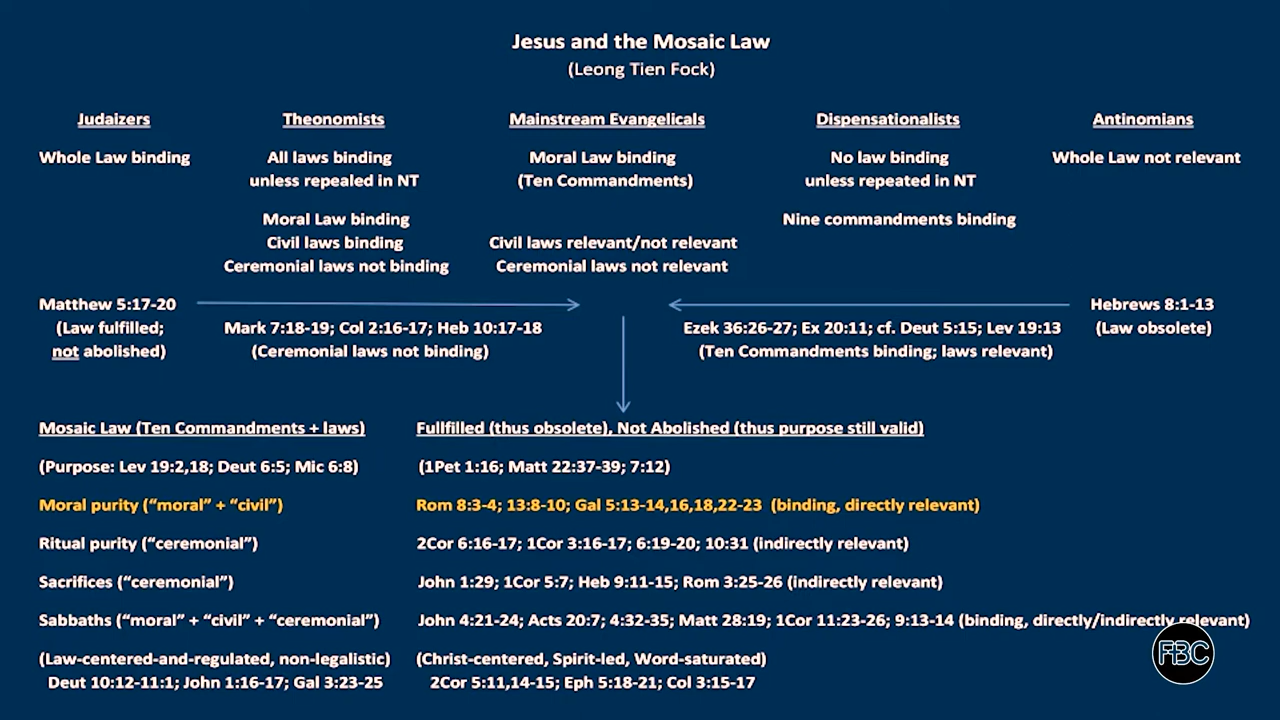 Jesus and the Mosaic Law
(Leong Tien Fock)
Judaizers
Theonomists
Mainstream Evangelicals
Dispensationalists
Antinomians
Whole Law binding
All laws binding
unless repealed in NT
Moral Law binding
(Ten Commandments)
No law binding
unless repeated in NT
Whole Law not relevant
Moral Law binding
Civil laws binding
Ceremonial laws not binding
Civil laws relevant/not relevant
Ceremonial laws not relevant
Nine commandments binding
Matthew 5:17-20
(Law fulfilled;
not abolished)
Mark 7:18-19; Col 2:16-17; Heb 10:17-18
(Ceremonial laws not binding)
Ezek 36:26-27; Ex 20:11; cf. Deut 5:15; Lev 19:13
(Ten Commandments binding; laws relevant)
Hebrews 8:1-13
(Law obsolete)
Mosaic Law (Ten Commandments + laws)
Fullfilled (thus obsolete), Not Abolished (thus purpose still valid)
(Purpose: Lev 19:2,18; Deut 6:5; Mic 6:8)
(1Pet 1:16; Matt 22:37-39; 7:12)
Moral purity (“moral” + “civil”)
Rom 8:3-4; 13:8-10; Gal 5:13-14,16,18,22-23 (binding, directly relevant)
Ritual purity (“ceremonial”)
2Cor 6:16-17; 1Cor 3:16-17; 6:19-20; 10:31 (indirectly relevant)
Sacrifices (“ceremonial”)
John 1:29; 1Cor 5:7; Heb 9:11-15; Rom 3:25-26 (indirectly relevant)
Sabbaths (“moral” + “civil” + “ceremonial”)
John 4:21-24; Acts 20:7; 4:32-35; Matt 28:19; 1Cor 11:23-26; 9:13-14 (binding, directly/indirectly relevant)
(Law-centered-and-regulated, non-legalistic)
Deut 10:12-11:1; John 1:16-17; Gal 3:23-25
(Christ-centered, Spirit-led, Word-saturated)
2Cor 5:11,14-15; Eph 5:18-21; Col 3:15-17
FBC